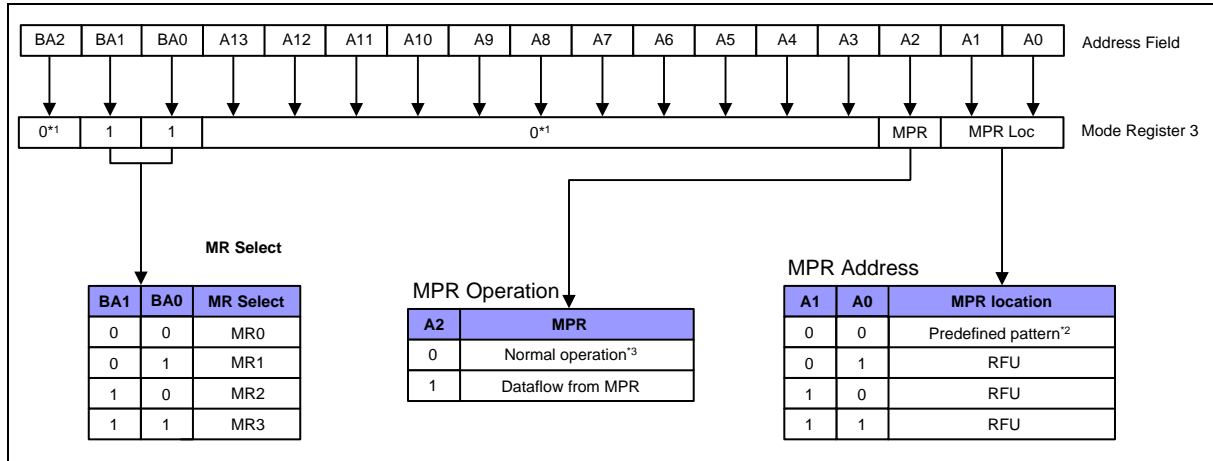 BA2 BA1 BA0 A13 A12 A11 A10 A9 A8 A7 A6 A5 A4 A3 A2 A1 A0 Address Field
0*1 1 1 0*1 MPR MPR Loc Mode Register 3
MR Select
BA1 BA0 MR Select
0 0 MR0
0 1 MR1
1 0 MR2
1 1 MR3
MPR Operation
A2 MPR
0 Normal operation*3
1 Dataflow from MPR
MPR Address
A1 A0 MPR location
0 0 Predefined pattern*2
0 1 RFU
1 0 RFU
1 1 RFU